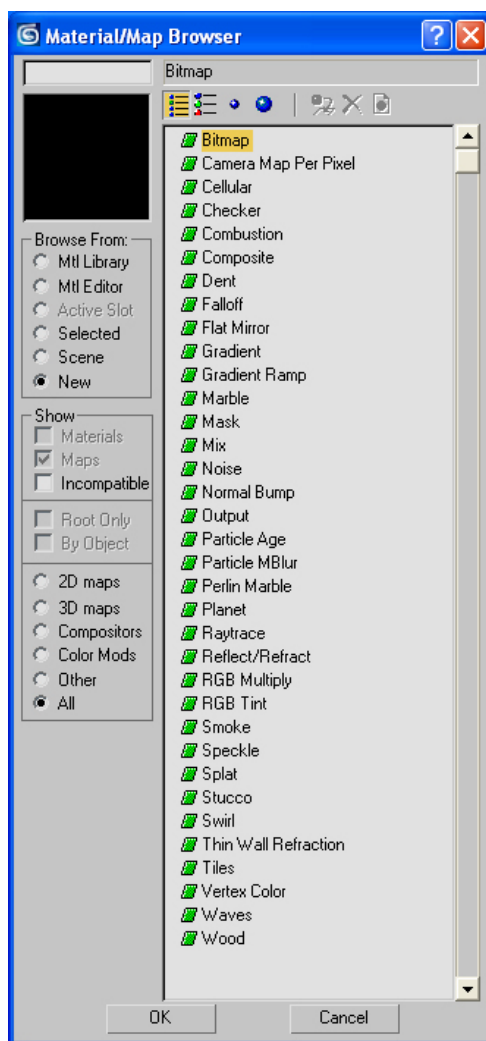 Material/Map Browser
Bitmap
Browse From:
Mtl Library
Mtl Editor
Active Slot
Selected
Scene
New
Show
Materials
Maps
Incompatible
Root Only
By Object
2D maps
3D maps
Compositors
Color Mods
Other
All
Bitmap
Camera Map Per Pixel
Cellular
Checker
Combustion
Composite
Dent
Falloff
Flat Mirror
Gradient
Gradient Ramp
Marble
Mask
Mix
Noise
Normal Bump
Output
Particle Age
Particle MBlur
Perlin Marble
Planet
Raytrace
Reflect/Refract
RGB Multiply
RGB Tint
Smoke
Speckle
Splat
Stucco
Swirl
Thin Wall Refraction
Tiles
Vertex Color
Waves
Wood
OK
Cancel